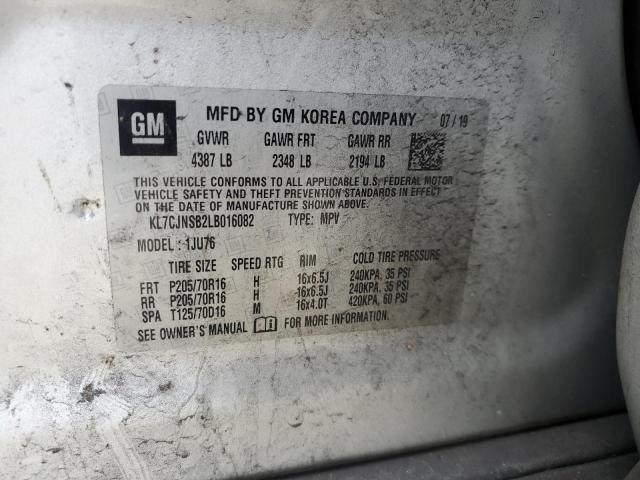 GM MFD BY GM KOREA COMPANY 07 / 19
GVWR GAWR FRT GAWR RR
4387 LB 2348 LB 2194 LB
THIS VEHICLE CONFORMS TO ALL APPLICABLE U.S. FEDERAL MOTOR
VEHICLE SAFETY AND THEFT PREVENTION STANDARDS IN EFFECT ON
THE DATE OF MANUFACTURE SHOWN ABOVE.
KL7CJNSB2LB016082 TYPE: MPV
MODEL : 1JU76
TIRE SIZE SPEED RTG RIM COLD TIRE PRESSURE
FRT P205/70R16 H 16x6.5J 240KPA, 35 PSI
RR P205/70R16 H 16x6.5J 240KPA, 35 PSI
SPA T125/70D16 M 16x4.0T 420KPA, 60 PSI
SEE OWNER'S MANUAL FOR MORE INFORMATION.